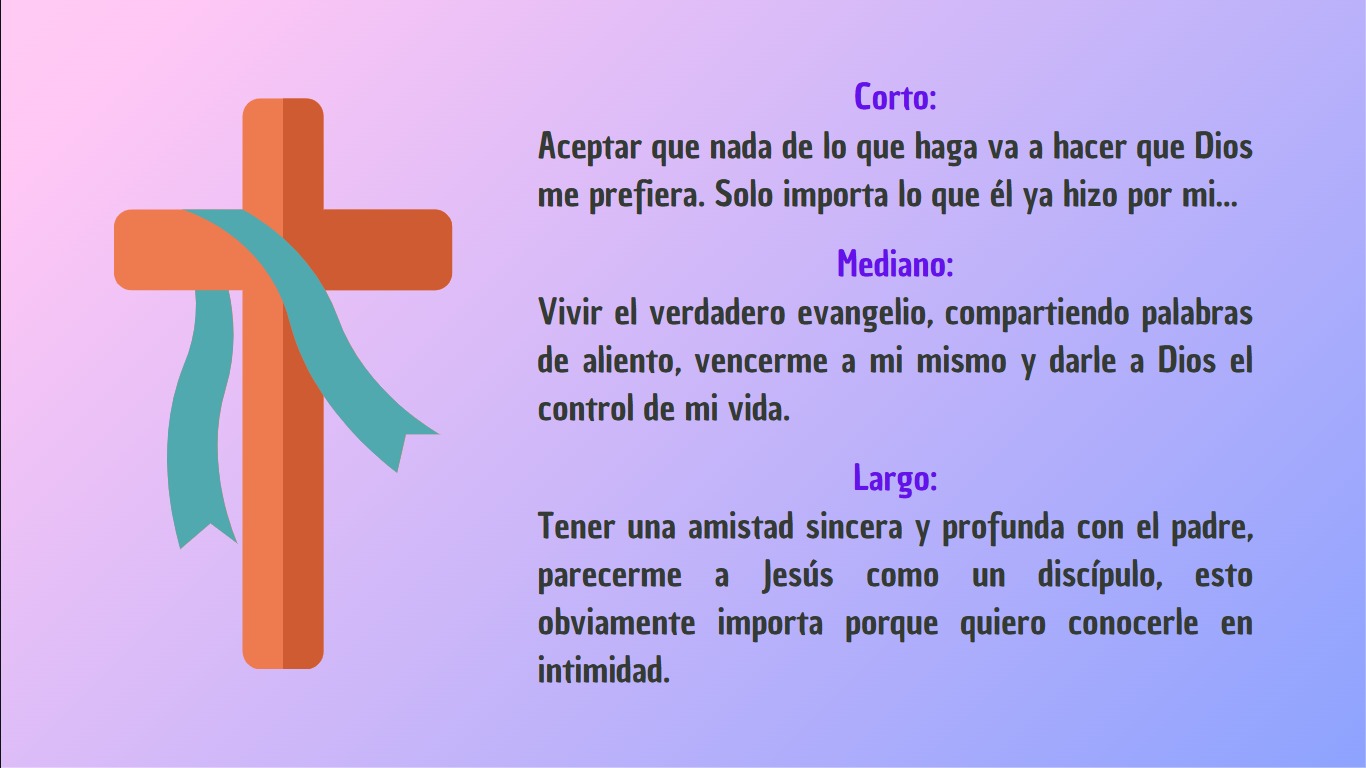 Corto:
Aceptar que nada de lo que haga va a hacer que Dios
me prefiera. Solo importa lo que él ya hizo por mi...
Mediano:
Vivir el verdadero evangelio, compartiendo palabras
de aliento, vencerme a mi mismo y darle a Dios el
control de mi vida.
Largo:
Tener una amistad sincera y profunda con el padre,
parecerme a Jesús como un discípulo, esto
obviamente importa porque quiero conocerle en
intimidad.